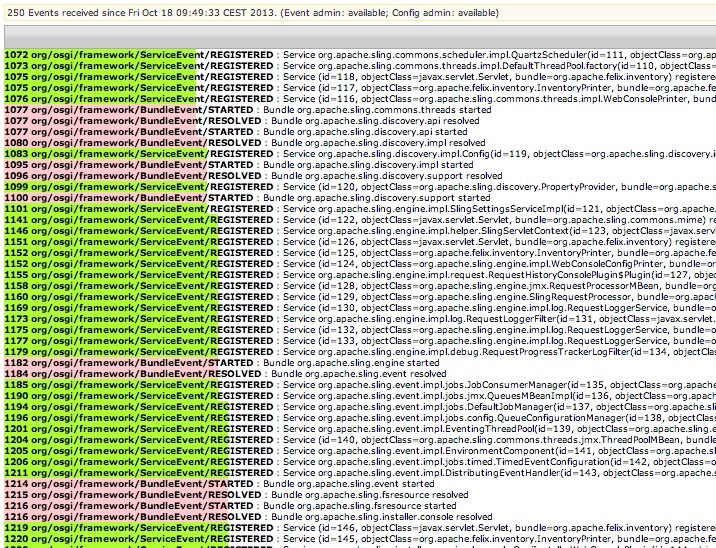 250 Events received since Fri Oct 18 09:49:33 CEST 2013. (Event admin: available; Config admin: available)
1072 org/osgi/framework/ServiceEvent/REGISTERED : Service org.apache.sling.commons.scheduler.impl.QuartzScheduler(id=111, objectClass=org.ap
1073 org/osgi/framework/ServiceEvent/REGISTERED : Service org.apache.sling.commons.threads.impl.DefaultThreadPool.factory(id=110, objectClass=o
1075 org/osgi/framework/ServiceEvent/REGISTERED : Service (id=118, objectClass=javax.servlet.Servlet, bundle=org.apache.felix.inventory) registere
1075 org/osgi/framework/ServiceEvent/REGISTERED : Service (id=117, objectClass=org.apache.felix.inventory.InventoryPrinter, bundle=org.apache.fe
1076 org/osgi/framework/ServiceEvent/REGISTERED : Service (id=116, objectClass=org.apache.sling.commons.threads.impl.WebConsolePrinter, bund
1077 org/osgi/framework/BundleEvent/STARTED : Bundle org.apache.sling.commons.threads started
1077 org/osgi/framework/BundleEvent/RESOLVED : Bundle org.apache.sling.discovery.api resolved
1077 org/osgi/framework/BundleEvent/STARTED : Bundle org.apache.sling.discovery.api started
1080 org/osgi/framework/BundleEvent/RESOLVED : Bundle org.apache.sling.discovery.impl resolved
1083 org/osgi/framework/ServiceEvent/REGISTERED : Service org.apache.sling.discovery.impl.Config(id=119, objectClass=org.apache.sling.discovery.i
1095 org/osgi/framework/BundleEvent/STARTED : Bundle org.apache.sling.discovery.impl started
1096 org/osgi/framework/BundleEvent/RESOLVED : Bundle org.apache.sling.discovery.support resolved
1099 org/osgi/framework/ServiceEvent/REGISTERED : Service (id=120, objectClass=org.apache.sling.discovery.PropertyProvider, bundle=org.apache.s
1100 org/osgi/framework/BundleEvent/STARTED : Bundle org.apache.sling.discovery.support started
1101 org/osgi/framework/ServiceEvent/REGISTERED : Service org.apache.sling.engine.impl.SlingSettingsServiceImpl(id=121, objectClass=org.apache.
1141 org/osgi/framework/ServiceEvent/REGISTERED : Service (id=122, objectClass=javax.servlet.Servlet, bundle=org.apache.sling.commons.mime) re
1146 org/osgi/framework/ServiceEvent/REGISTERED : Service org.apache.sling.engine.impl.helper.SlingServletContext(id=123, objectClass=javax.serv
1151 org/osgi/framework/ServiceEvent/REGISTERED : Service (id=126, objectClass=javax.servlet.Servlet, bundle=org.apache.felix.inventory) registere
1152 org/osgi/framework/ServiceEvent/REGISTERED : Service (id=125, objectClass=org.apache.felix.inventory.InventoryPrinter, bundle=org.apache.fe
1152 org/osgi/framework/ServiceEvent/REGISTERED : Service (id=124, objectClass=org.apache.sling.engine.impl.WebConsoleConfigPrinter, bundle=org
1155 org/osgi/framework/ServiceEvent/REGISTERED : Service org.apache.sling.engine.impl.request.RequestHistoryConsolePlugin$Plugin(id=127, objec
1158 org/osgi/framework/ServiceEvent/REGISTERED : Service (id=128, objectClass=org.apache.sling.engine.jmx.RequestProcessorMBean, bundle=org
1160 org/osgi/framework/ServiceEvent/REGISTERED : Service (id=129, objectClass=org.apache.sling.engine.SlingRequestProcessor, bundle=org.apach
1169 org/osgi/framework/ServiceEvent/REGISTERED : Service (id=130, objectClass=org.apache.sling.engine.impl.log.RequestLoggerService, bundle=o
1173 org/osgi/framework/ServiceEvent/REGISTERED : Service org.apache.sling.engine.impl.log.RequestLoggerFilter(id=131, objectClass=javax.servlet.
1175 org/osgi/framework/ServiceEvent/REGISTERED : Service (id=132, objectClass=org.apache.sling.engine.impl.log.RequestLoggerService, bundle=o
1177 org/osgi/framework/ServiceEvent/REGISTERED : Service (id=133, objectClass=org.apache.sling.engine.impl.log.RequestLoggerService, bundle=o
1179 org/osgi/framework/ServiceEvent/REGISTERED : Service org.apache.sling.engine.impl.debug.RequestProgressTrackerLogFilter(id=134, objectClas
1182 org/osgi/framework/BundleEvent/STARTED : Bundle org.apache.sling.engine started
1184 org/osgi/framework/BundleEvent/RESOLVED : Bundle org.apache.sling.event resolved
1185 org/osgi/framework/ServiceEvent/REGISTERED : Service org.apache.sling.event.impl.jobs.JobConsumerManager(id=135, objectClass=org.apache
1190 org/osgi/framework/ServiceEvent/REGISTERED : Service org.apache.sling.event.impl.jobs.jmx.QueuesMBeanImpl(id=136, objectClass=org.apache
1194 org/osgi/framework/ServiceEvent/REGISTERED : Service org.apache.sling.event.impl.jobs.DefaultJobManager(id=137, objectClass=org.apache.sl
1196 org/osgi/framework/ServiceEvent/REGISTERED : Service org.apache.sling.event.impl.jobs.config.QueueConfigurationManager(id=138, objectClas
1201 org/osgi/framework/ServiceEvent/REGISTERED : Service org.apache.sling.event.impl.EventingThreadPool(id=139, objectClass=org.apache.sling.e
1204 org/osgi/framework/ServiceEvent/REGISTERED : Service (id=140, objectClass=org.apache.sling.commons.threads.jmx.ThreadPoolMBean, bundle
1205 org/osgi/framework/ServiceEvent/REGISTERED : Service org.apache.sling.event.impl.EnvironmentComponent(id=141, objectClass=org.apache.s
1206 org/osgi/framework/ServiceEvent/REGISTERED : Service org.apache.sling.event.impl.jobs.timed.TimedEventConfiguration(id=142, objectClass=o
1211 org/osgi/framework/ServiceEvent/REGISTERED : Service org.apache.sling.event.impl.DistributingEventHandler(id=143, objectClass=org.apache.s
1214 org/osgi/framework/BundleEvent/STARTED : Bundle org.apache.sling.event started
1215 org/osgi/framework/BundleEvent/RESOLVED : Bundle org.apache.sling.fsresource resolved
1216 org/osgi/framework/BundleEvent/STARTED : Bundle org.apache.sling.fsresource started
1216 org/osgi/framework/BundleEvent/RESOLVED : Bundle org.apache.sling.installer.console resolved
1219 org/osgi/framework/ServiceEvent/REGISTERED : Service (id=146, objectClass=javax.servlet.Servlet, bundle=org.apache.felix.inventory) registere
1220 org/osgi/framework/ServiceEvent/REGISTERED : Service (id=145, objectClass=org.apache.felix.inventory.InventoryPrinter, bundle=org.apache.fe